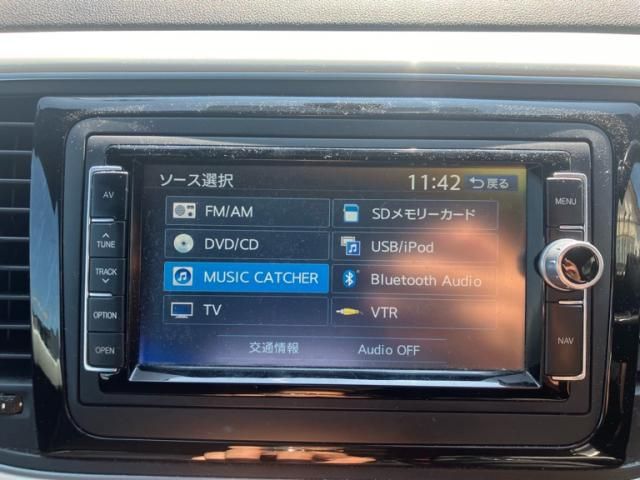 ソース選択
11:42
戻る
FM/AM
SDメモリーカード
DVD/CD
USB/iPod
MUSIC CATCHER
Bluetooth Audio
TV
VTR
交通情報
Audio OFF
AV
TUNE
TRACK
OPTION
OPEN
MENU
NAV